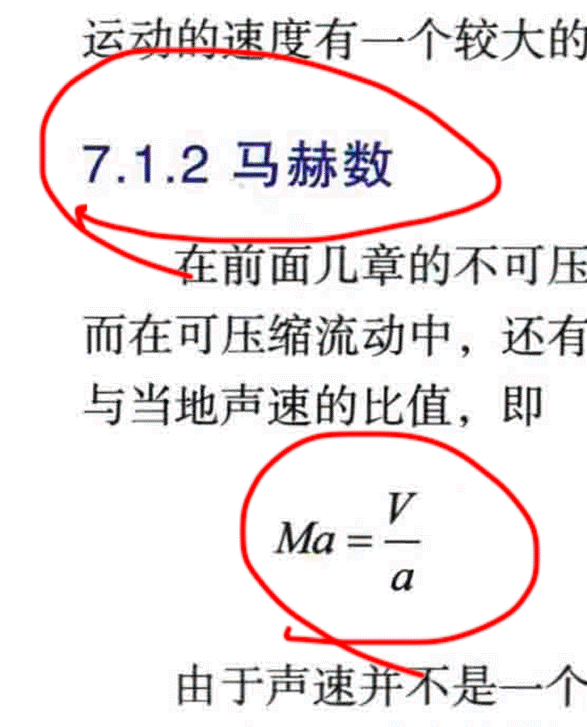 运动的速度有一个较大的
7.1.2 马赫数
在前面几章的不可压
而在可压缩流动中，还有
与当地声速的比值，即
Ma = V/a
由于声速并不是一个